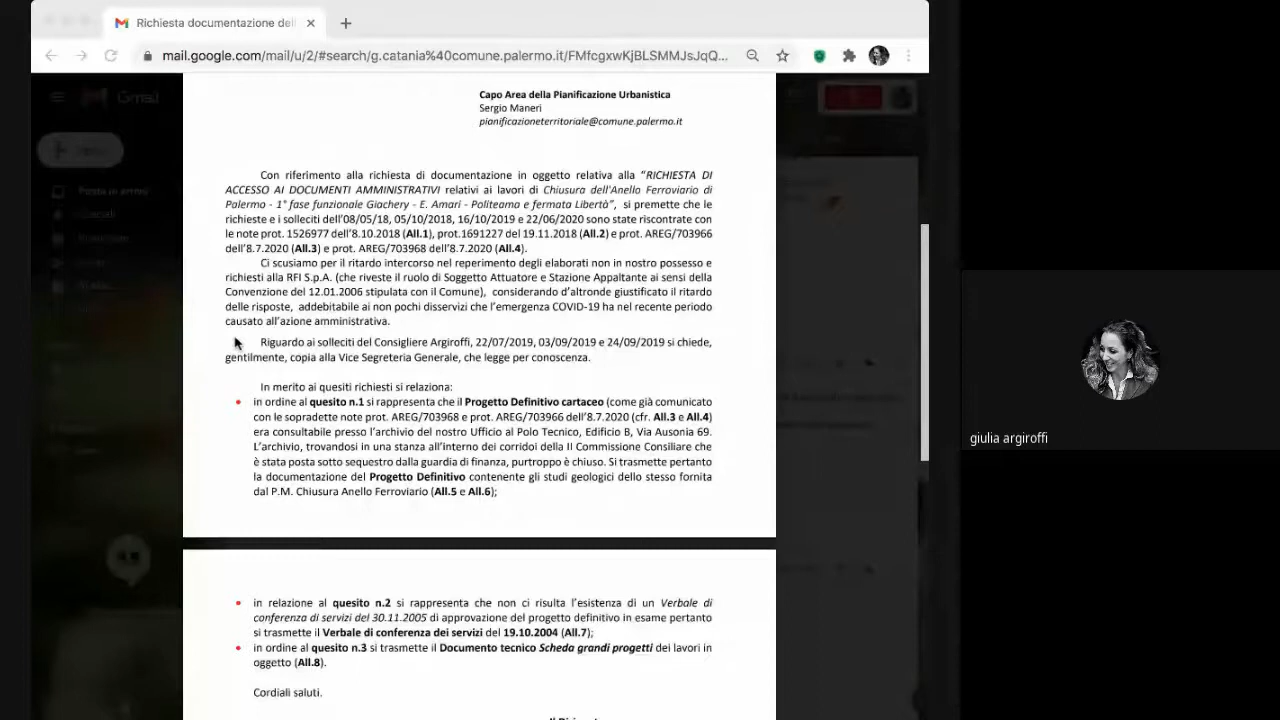 Richiesta documentazione del
mail.google.com/mail/u/2/#search/g.catania%40comune.palermo.it/FMfcgxwKjBLSMMJsJqQ...
Gmail
Capo Area della Pianificazione Urbanistica
Sergio Maneri
pianificazioneterritoriale@comune.palermo.it
Con riferimento alla richiesta di documentazione in oggetto relativa alla “RICHIESTA DI
ACCESSO AI DOCUMENTI AMMINISTRATIVI relativi ai lavori di Chiusura dell'Anello Ferroviario di
Palermo - 1° fase funzionale Giachery - E. Amari - Politeama e fermata Libertà”, si premette che le
richieste e i solleciti dell’08/05/18, 05/10/2018, 16/10/2019 e 22/06/2020 sono state riscontrate con
le note prot. 1526977 dell’8.10.2018 (All.1), prot.1691227 del 19.11.2018 (All.2) e prot. AREG/703966
dell’8.7.2020 (All.3) e prot. AREG/703968 dell’8.7.2020 (All.4).
Ci scusiamo per il ritardo intercorso nel reperimento degli elaborati non in nostro possesso e
richiesti alla RFI S.p.A. (che riveste il ruolo di Soggetto Attuatore e Stazione Appaltante ai sensi della
Convenzione del 12.01.2006 stipulata con il Comune), considerando d’altronde giustificato il ritardo
delle risposte, addebitabile ai non pochi disservizi che l’emergenza COVID-19 ha nel recente periodo
causato all’azione amministrativa.
Riguardo ai solleciti del Consigliere Argiroffi, 22/07/2019, 03/09/2019 e 24/09/2019 si chiede,
gentilmente, copia alla Vice Segreteria Generale, che legge per conoscenza.
In merito ai quesiti richiesti si relaziona:
• in ordine al quesito n.1 si rappresenta che il Progetto Definitivo cartaceo (come già comunicato
con le sopradette note prot. AREG/703968 e prot. AREG/703966 dell’8.7.2020 (cfr. All.3 e All.4)
era consultabile presso l’archivio del nostro Ufficio al Polo Tecnico, Edificio B, Via Ausonia 69.
L’archivio, trovandosi in una stanza all’interno dei corridoi della II Commissione Consiliare che
è stata posta sotto sequestro dalla guardia di finanza, purtroppo è chiuso. Si trasmette pertanto
la documentazione del Progetto Definitivo contenente gli studi geologici dello stesso fornita
dal P.M. Chiusura Anello Ferroviario (All.5 e All.6);
• in relazione al quesito n.2 si rappresenta che non ci risulta l’esistenza di un Verbale di
conferenza di servizi del 30.11.2005 di approvazione del progetto definitivo in esame pertanto
si trasmette il Verbale di conferenza dei servizi del 19.10.2004 (All.7);
• in ordine al quesito n.3 si trasmette il Documento tecnico Scheda grandi progetti dei lavori in
oggetto (All.8).
Cordiali saluti.
giulia argiroffi